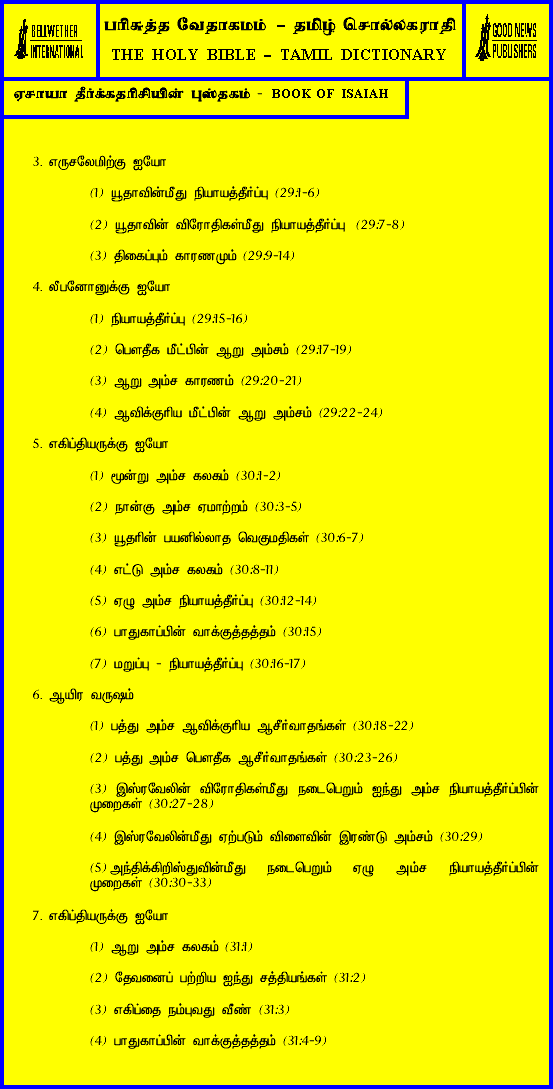 BELLWETHER
INTERNATIONAL
பரிசுத்த வேதாகமம் – தமிழ் சொல்லகராதி
THE HOLY BIBLE – TAMIL DICTIONARY
GOOD NEWS
PUBLISHERS
ஏசாயா தீர்க்கதரிசியின் புஸ்தகம் - BOOK OF ISAIAH
3. எருசலேமிற்கு ஐயோ
(1) யூதாவின்மீது நியாயத்தீர்ப்பு (29:1-6)
(2) யூதாவின் விரோதிகள்மீது நியாயத்தீர்ப்பு (29:7-8)
(3) திகைப்பும் காரணமும் (29:9-14)
4. லீபனோனுக்கு ஐயோ
(1) நியாயத்தீர்ப்பு (29:15-16)
(2) பௌதீக மீட்பின் ஆறு அம்சம் (29:17-19)
(3) ஆறு அம்ச காரணம் (29:20-21)
(4) ஆவிக்குரிய மீட்பின் ஆறு அம்சம் (29:22-24)
5. எகிப்தியருக்கு ஐயோ
(1) மூன்று அம்ச கலகம் (30:1-2)
(2) நான்கு அம்ச ஏமாற்றம் (30:3-5)
(3) யூதரின் பயனில்லாத வெகுமதிகள் (30:6-7)
(4) எட்டு அம்ச கலகம் (30:8-11)
(5) ஏழு அம்ச நியாயத்தீர்ப்பு (30:12-14)
(6) பாதுகாப்பின் வாக்குத்தத்தம் (30:15)
(7) மறுப்பு - நியாயத்தீர்ப்பு (30:16-17)
6. ஆயிர வருஷம்
(1) பத்து அம்ச ஆவிக்குரிய ஆசீர்வாதங்கள் (30:18-22)
(2) பத்து அம்ச பௌதீக ஆசீர்வாதங்கள் (30:23-26)
(3) இஸ்ரவேலின் விரோதிகள்மீது நடைபெறும் ஐந்து அம்ச நியாயத்தீர்ப்பின்
முறைகள் (30:27-28)
(4) இஸ்ரவேலின்மீது ஏற்படும் விளைவின் இரண்டு அம்சம் (30:29)
(5) அந்திக்கிறிஸ்துவின்மீது நடைபெறும் ஏழு அம்ச நியாயத்தீர்ப்பின்
முறைகள் (30:30-33)
7. எகிப்தியருக்கு ஐயோ
(1) ஆறு அம்ச கலகம் (31:1)
(2) தேவனைப் பற்றிய ஐந்து சத்தியங்கள் (31:2)
(3) எகிப்தை நம்புவது வீண் (31:3)
(4) பாதுகாப்பின் வாக்குத்தத்தம் (31:4-9)